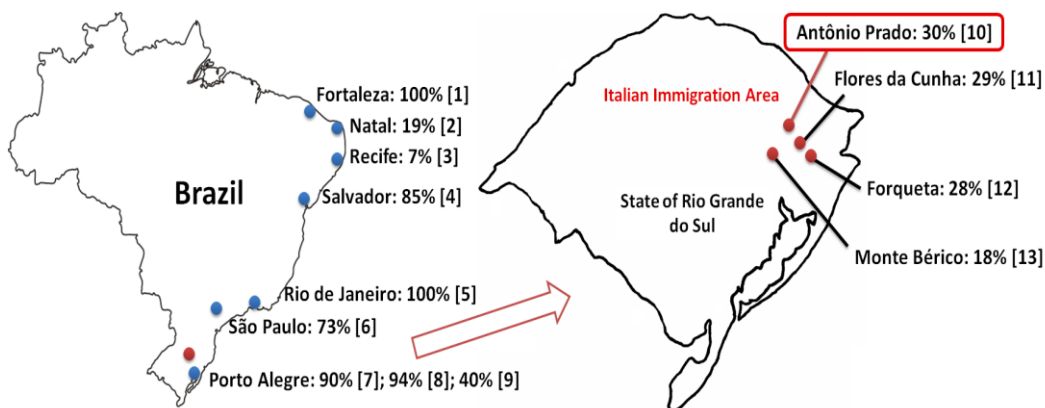 Fortaleza: 100% [1]
Natal: 19% [2]
Recife: 7% [3]
Brazil
Salvador: 85% [4]
Rio de Janeiro: 100% [5]
São Paulo: 73% [6]
Porto Alegre: 90% [7]; 94% [8]; 40% [9]
Antônio Prado: 30% [10]
Flores da Cunha: 29% [11]
Italian Immigration Area
Forqueta: 28% [12]
State of Rio Grande
do Sul
Monte Bérico: 18% [13]